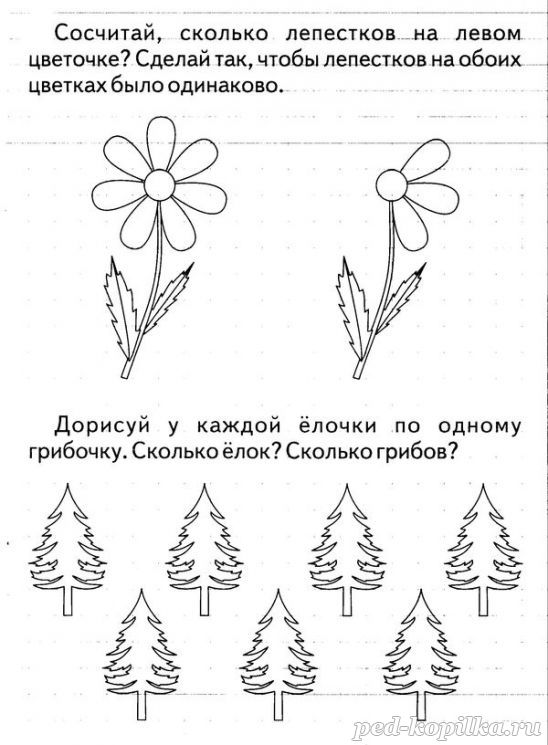 Сосчитай, сколько лепестков на левом
цветочке? Сделай так, чтобы лепестков на обоих
цветках было одинаково.
Дорисуй у каждой ёлочки по одному
грибочку. Сколько ёлок? Сколько грибов?
ped-kopilka.ru